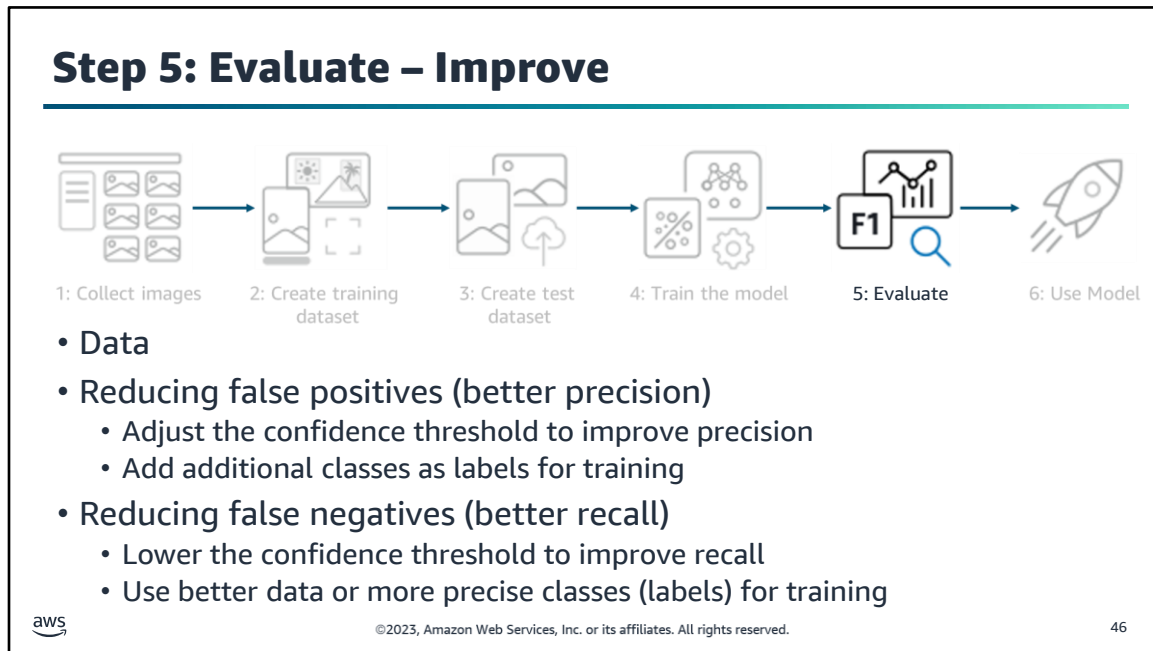 Step 5: Evaluate – Improve
F1
1: Collect images
2: Create training
dataset
3: Create test
dataset
4: Train the model
5: Evaluate
6: Use Model
• Data
• Reducing false positives (better precision)
• Adjust the confidence threshold to improve precision
• Add additional classes as labels for training
• Reducing false negatives (better recall)
• Lower the confidence threshold to improve recall
• Use better data or more precise classes (labels) for training
aws
©2023, Amazon Web Services, Inc. or its affiliates. All rights reserved.
46